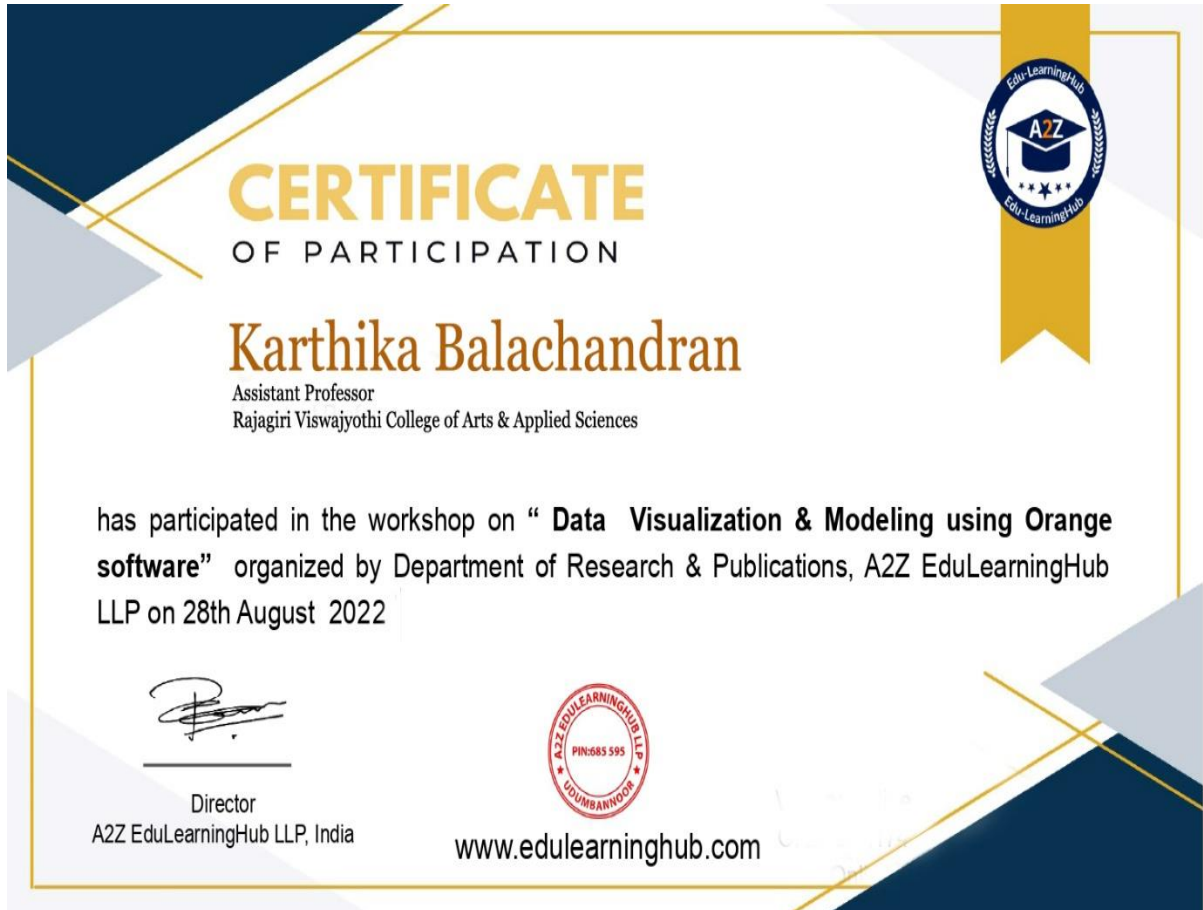 Edu-LearningHub
A2Z
Edu-LearningHub
CERTIFICATE
OF PARTICIPATION
Karthika Balachandran
Assistant Professor
Rajagiri Viswajyothi College of Arts & Applied Sciences
has participated in the workshop on “ Data Visualization & Modeling using Orange
software” organized by Department of Research & Publications, A2Z EduLearningHub
LLP on 28th August 2022
Director
A2Z EduLearningHub LLP, India
A2Z EDULEARNINGHUB LLP
PIN:685 595
UDUMBANNOOR
www.edulearninghub.com